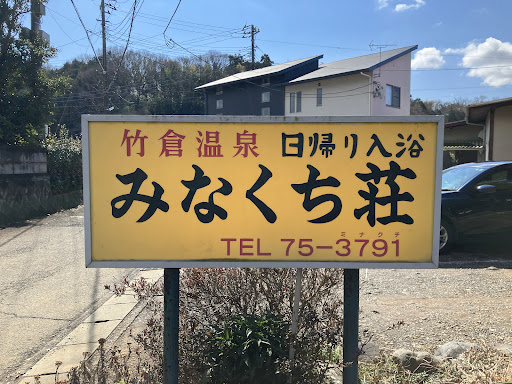 竹倉温泉 日帰り入浴
みなくち荘
ミナクチ
TEL 75-3791